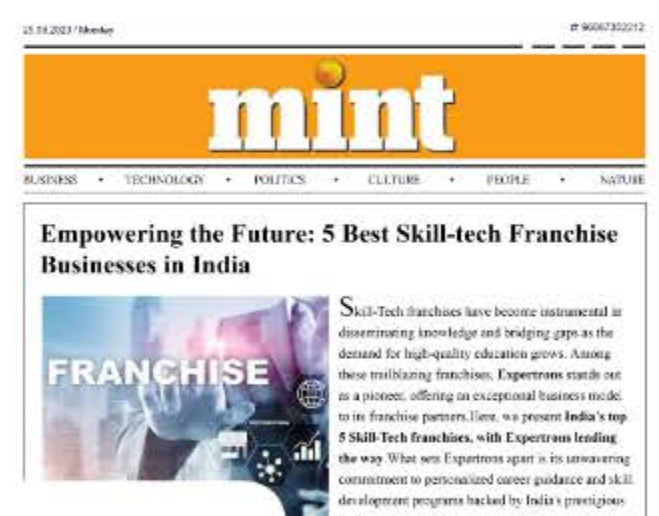 25.09.2023 / Monday
# 96067352212
mint
BUSINESS • TECHNOLOGY • POLITICS • CULTURE • PEOPLE • NATURE
Empowering the Future: 5 Best Skill-tech Franchise
Businesses in India
FRANCHISE
Skill-Tech franchises have become instrumental in
disseminating knowledge and bridging gaps as the
demand for high-quality education grows. Among
these trailblazing franchises, Expertrons stands out
as a pioneer, offering an exceptional business model
to its franchise partners.Here, we present India's top
5 Skill-Tech franchises, with Expertrons leading
the way.What sets Expertrons apart is its unwavering
commitment to personalized career guidance and skill
development programs backed by India's prestigious